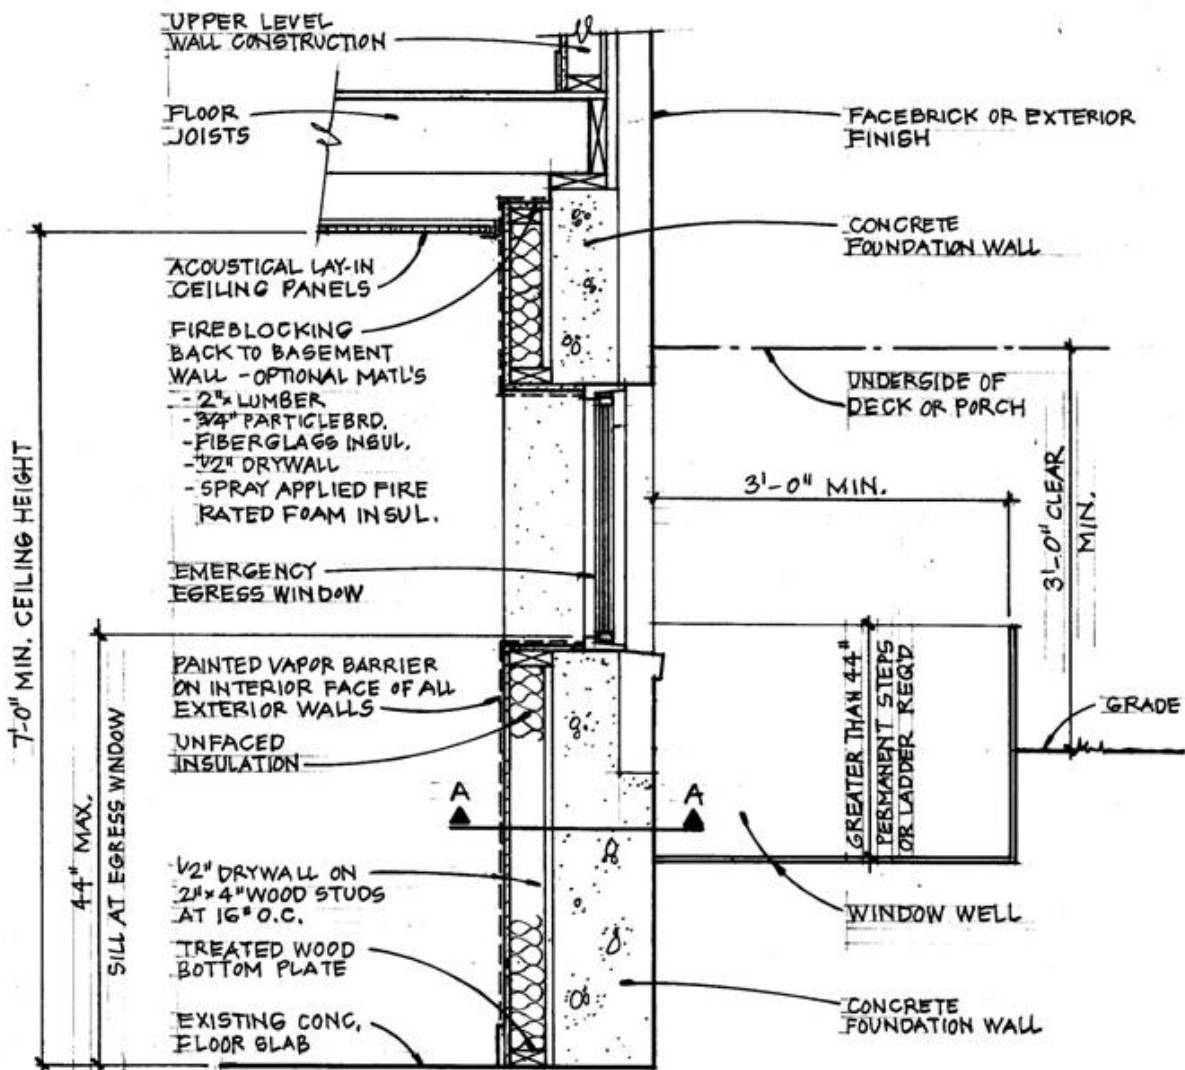 UPPER LEVEL
WALL CONSTRUCTION
FLOOR
JOISTS
ACOUSTICAL LAY-IN
CEILING PANELS
FIREBLOCKING
BACK TO BASEMENT
WALL - OPTIONAL MATL'S
- 2"x LUMBER
- 3/4" PARTICLEBRD.
- FIBERGLASS INSUL.
- 1/2" DRYWALL
- SPRAY APPLIED FIRE
RATED FOAM INSUL.
EMERGENCY
EGRESS WINDOW
PAINTED VAPOR BARRIER
ON INTERIOR FACE OF ALL
EXTERIOR WALLS
UNFACED
INSULATION
1/2" DRYWALL ON
2"x4" WOOD STUDS
AT 16" O.C.
TREATED WOOD
BOTTOM PLATE
EXISTING CONC.
FLOOR SLAB
7'-0" MIN. CEILING HEIGHT
44" MAX.
SILL AT EGRESS WINDOW
A
A
FACEBRICK OR EXTERIOR
FINISH
CONCRETE
FOUNDATION WALL
UNDERSIDE OF
DECK OR PORCH
3'-0" MIN.
3'-0" CLEAR
MIN.
GREATER THAN 44"
PERMANENT STEPS
OR LADDER REQ'D
GRADE
WINDOW WELL
CONCRETE
FOUNDATION WALL